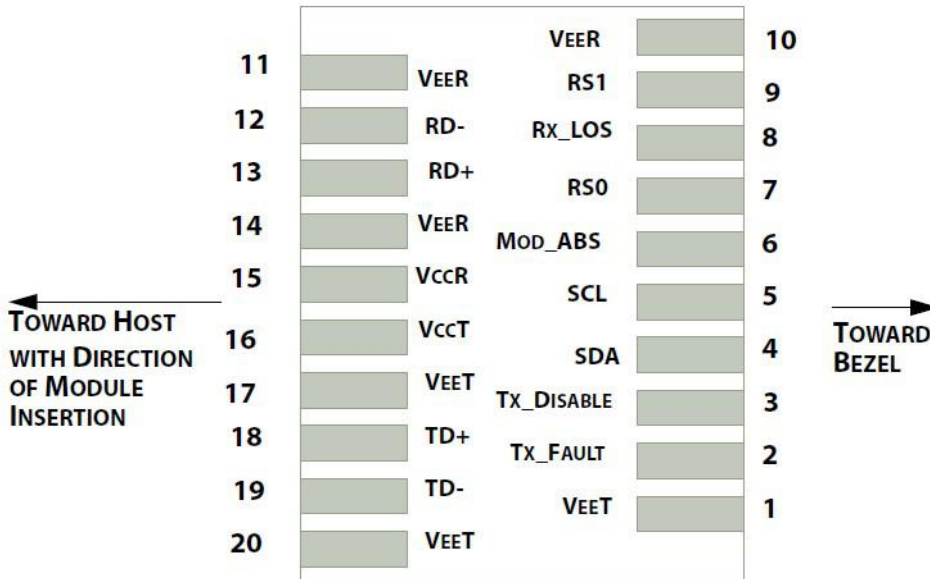 11 VEER
12 RD-
13 RD+
14 VEER
15 VCCR
16 VCCT
17 VEET
18 TD+
19 TD-
20 VEET
VEER 10
RS1 9
RX_LOS 8
RS0 7
MOD_ABS 6
SCL 5
SDA 4
TX_DISABLE 3
TX_FAULT 2
VEET 1
TOWARD HOST
WITH DIRECTION
OF MODULE
INSERTION
TOWARD
BEZEL